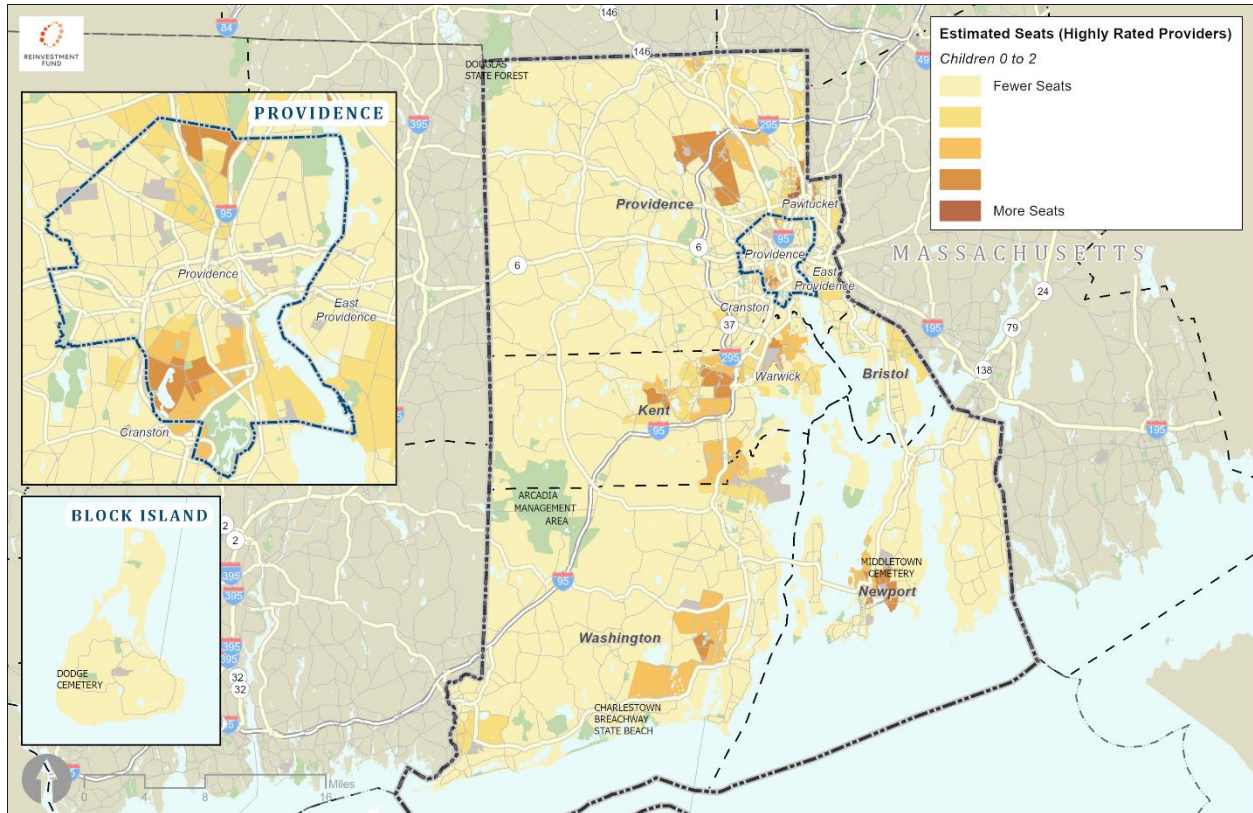 REINVESTMENT
FUND
84
146
146
395
49
DOUGLAS
STATE FOREST
295
Estimated Seats (Highly Rated Providers)
Children 0 to 2
Fewer Seats
More Seats
PROVIDENCE
95
Providence
East
Providence
Cranston
Providence
Pawtucket
6
6
95
Providence
East
Providence
Cranston
37
295
Warwick
Bristol
Kent
95
MASSACHUSETTS
24
79
195
138
195
BLOCK ISLAND
DODGE
CEMETERY
2
2
395
395
395
395
32
32
ARCADIA
MANAGEMENT
AREA
95
MIDDLETOWN
CEMETERY
Newport
Washington
CHARLESTOWN
BREACHWAY
STATE BEACH
0 4 8 16
Miles